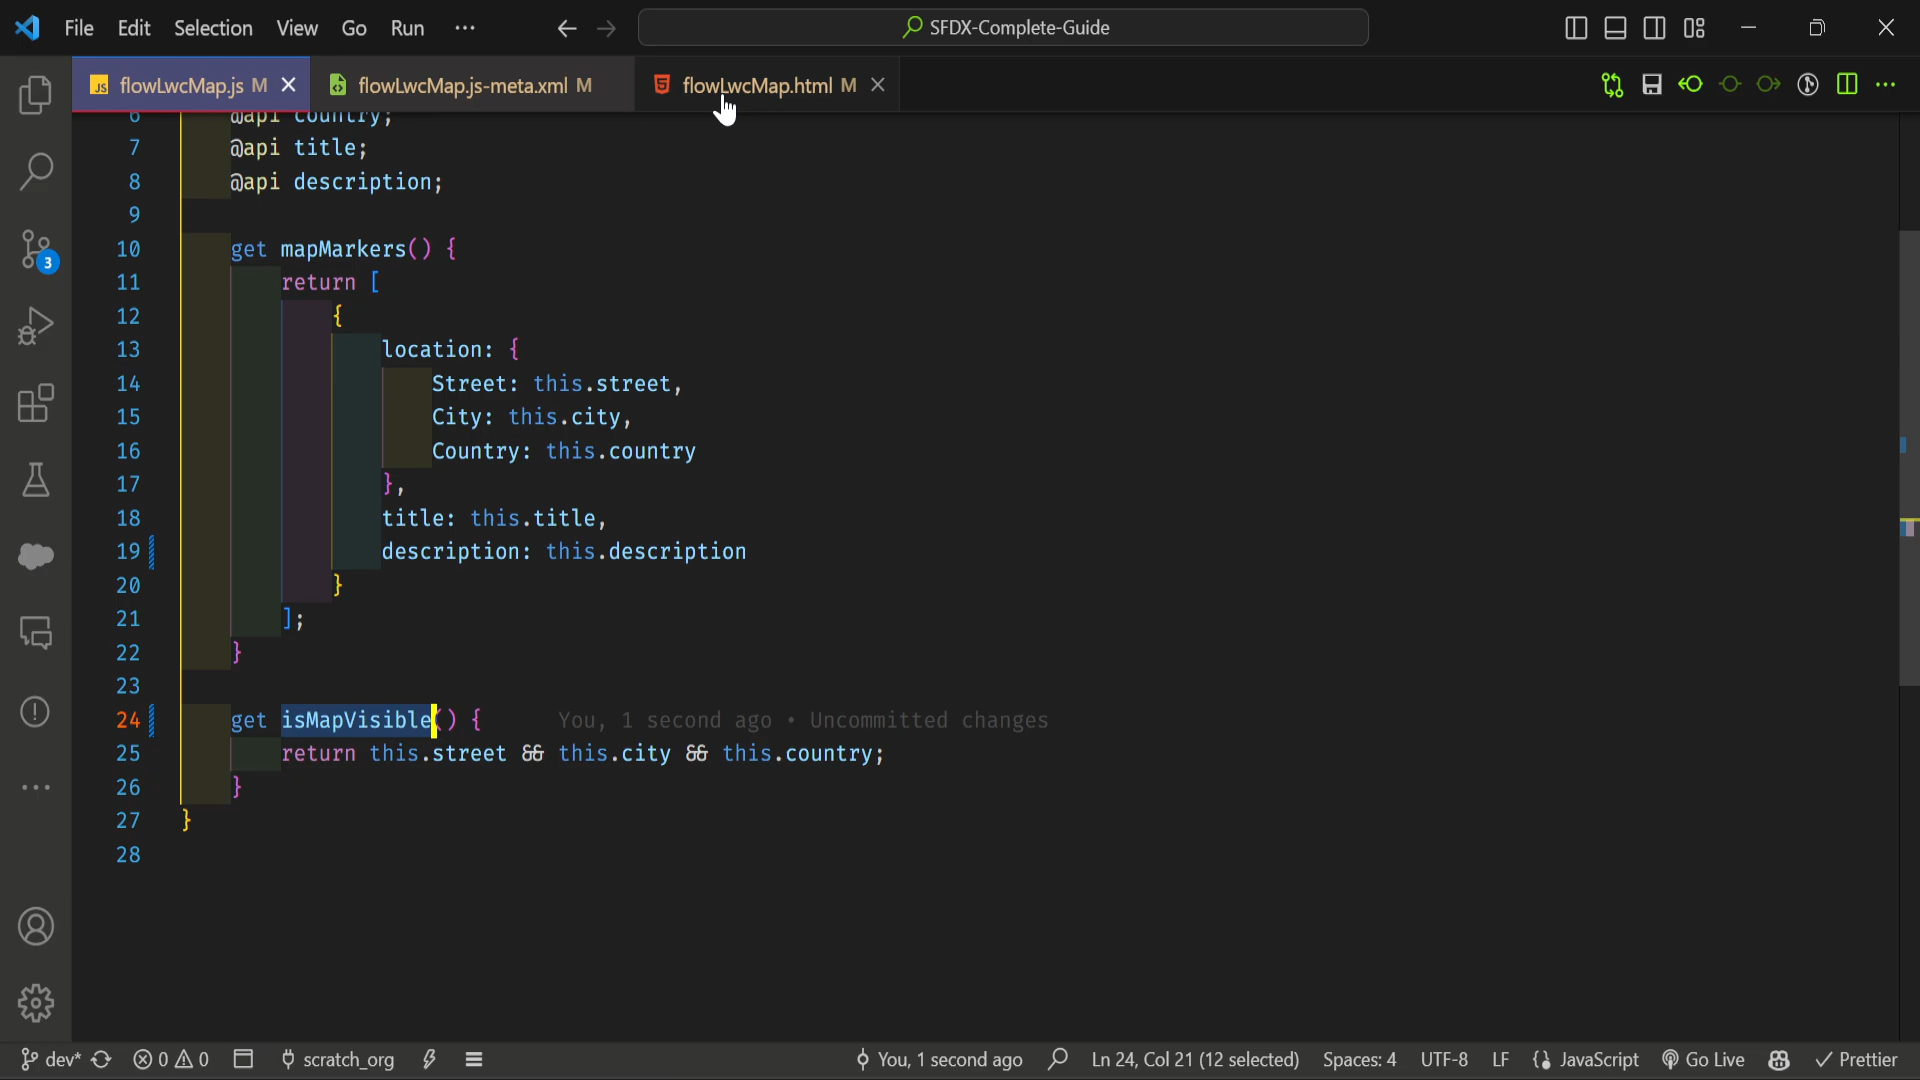 File Edit Selection View Go Run ···
SFDX-Complete-Guide
JS flowLwcMap.js M
flowLwcMap.js-meta.xml M
flowLwcMap.html M
6 @api country;
7 @api title;
8 @api description;
9
10 get mapMarkers() {
11 return [
12 {
13 location: {
14 Street: this.street,
15 City: this.city,
16 Country: this.country
17 },
18 title: this.title,
19 description: this.description
20 }
21 ];
22 }
23
24 get isMapVisible() { You, 1 second ago • Uncommitted changes
25 return this.street && this.city && this.country;
26 }
27 }
28
3
dev* 0 0 scratch_org You, 1 second ago Ln 24, Col 21 (12 selected) Spaces: 4 UTF-8 LF JavaScript Go Live Prettier